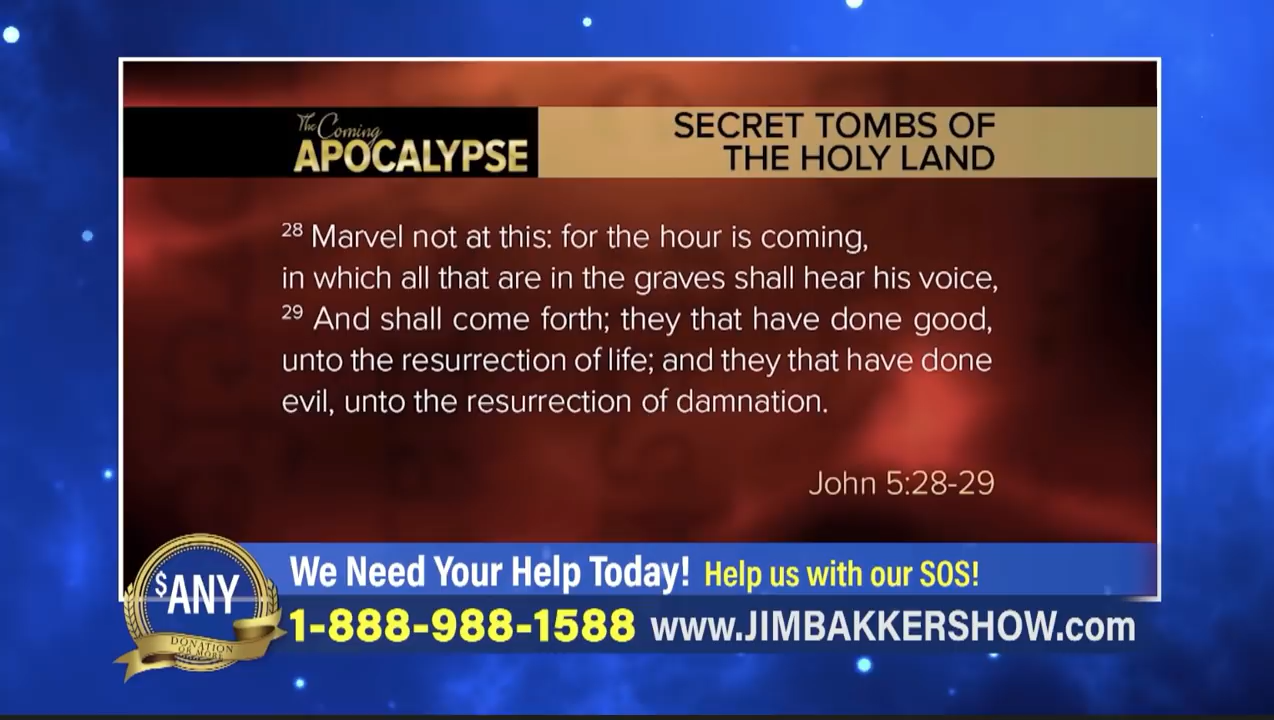 The Coming
APOCALYPSE
SECRET TOMBS OF
THE HOLY LAND
28 Marvel not at this: for the hour is coming,
in which all that are in the graves shall hear his voice,
29 And shall come forth; they that have done good,
unto the resurrection of life; and they that have done
evil, unto the resurrection of damnation.
John 5:28-29
$ANY
DONATION
OR MORE
We Need Your Help Today! Help us with our SOS!
1-888-988-1588 www.JIMBAKKERSHOW.com